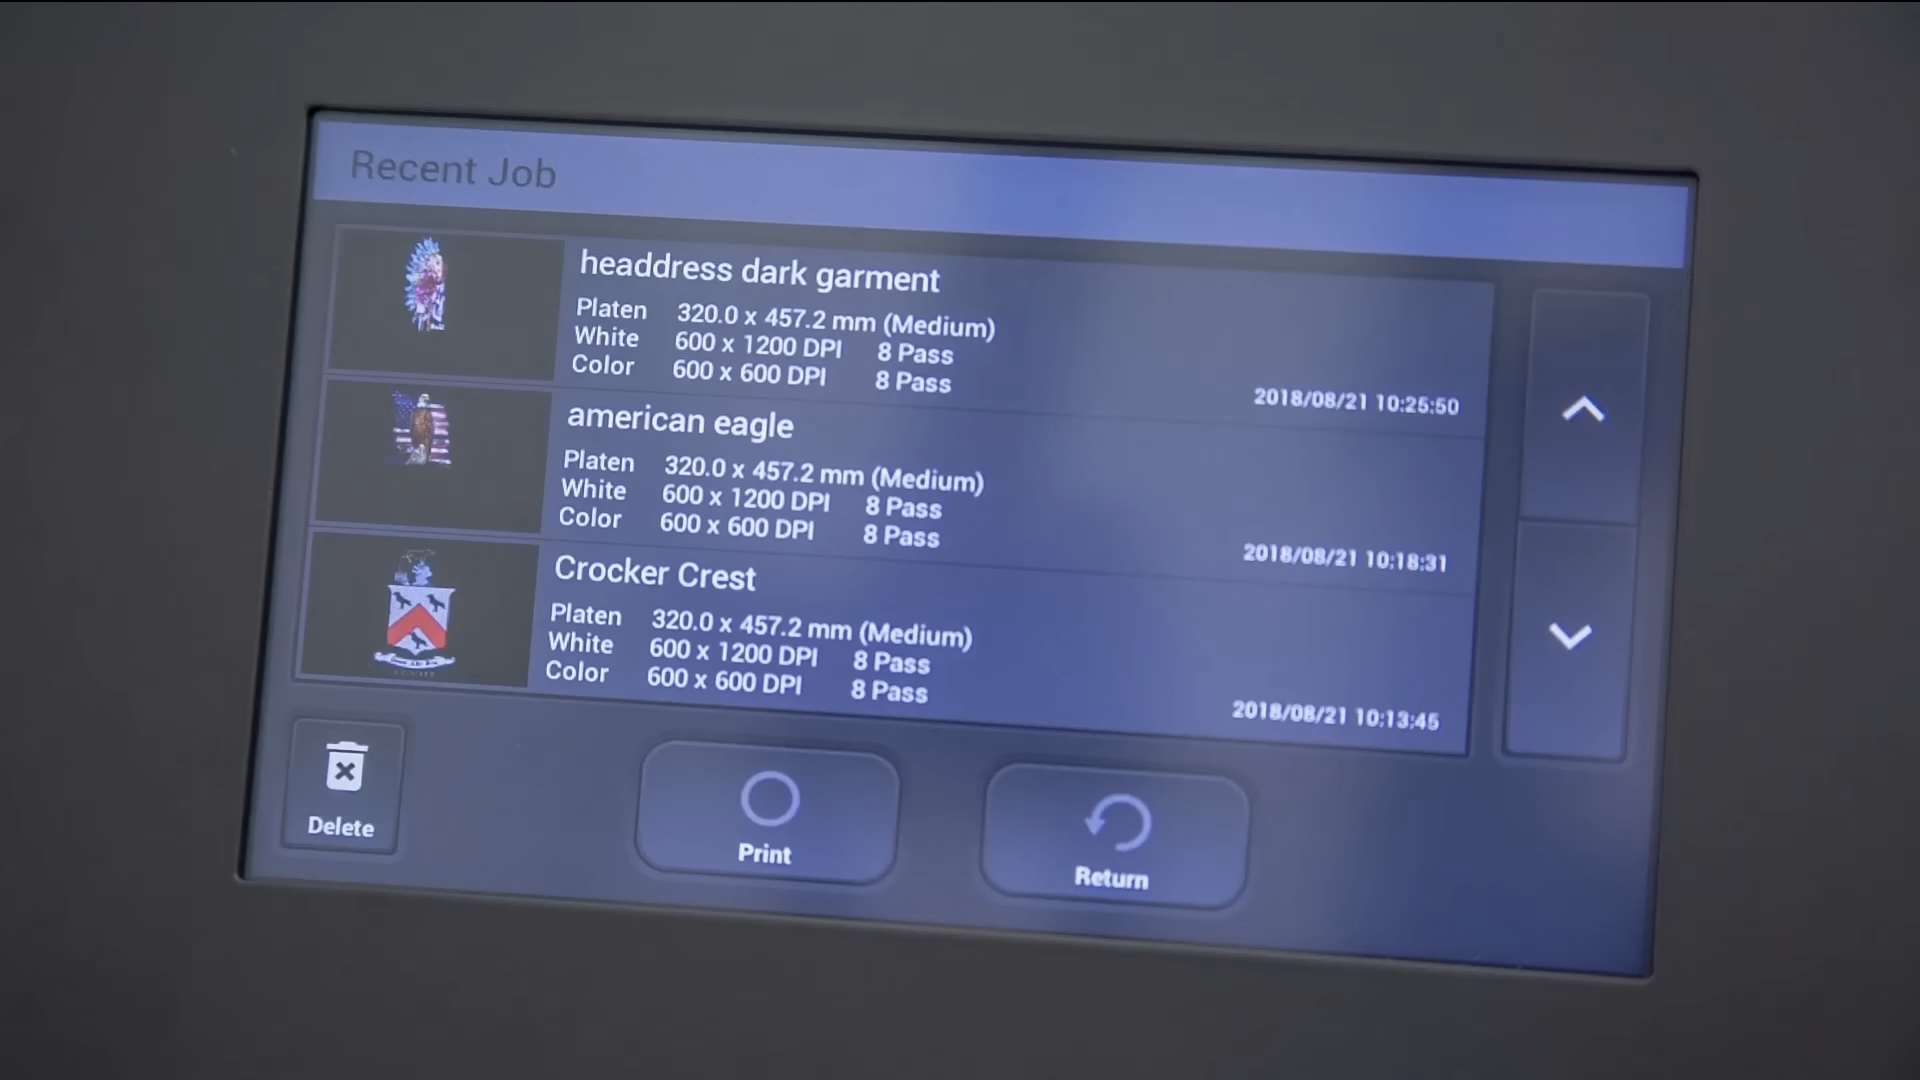 Recent Job
headdress dark garment
Platen 320.0 x 457.2 mm (Medium)
White 600 x 1200 DPI 8 Pass
Color 600 x 600 DPI 8 Pass
2018/08/21 10:25:50
american eagle
Platen 320.0 x 457.2 mm (Medium)
White 600 x 1200 DPI 8 Pass
Color 600 x 600 DPI 8 Pass
2018/08/21 10:18:31
Crocker Crest
Platen 320.0 x 457.2 mm (Medium)
White 600 x 1200 DPI 8 Pass
Color 600 x 600 DPI 8 Pass
2018/08/21 10:13:45
Delete
Print
Return